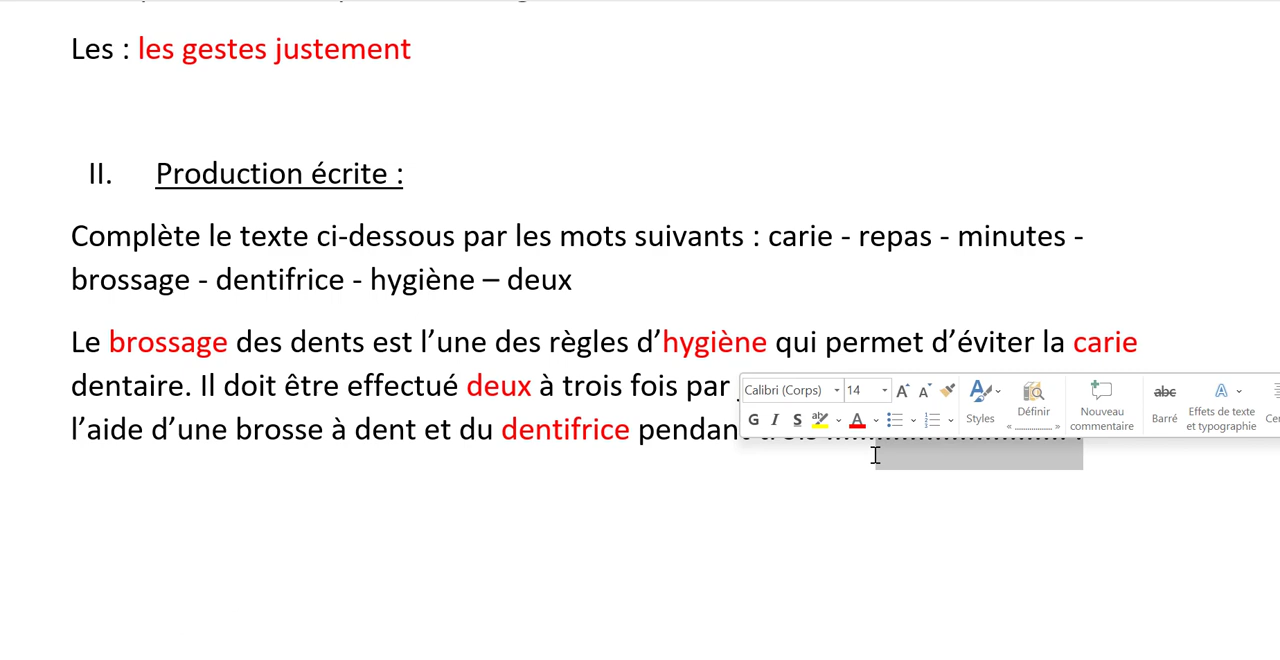 Les : les gestes justement
II. Production écrite :
Complète le texte ci-dessous par les mots suivants : carie - repas - minutes -
brossage - dentifrice - hygiène – deux
Le brossage des dents est l’une des règles d’hygiène qui permet d’éviter la carie
dentaire. Il doit être effectué deux à trois fois par
l’aide d’une brosse à dent et du dentifrice pendant
Calibri (Corps) 14
G I S
Styles
Définir
Nouveau
commentaire
abc
Barré
Effets de texte
et typographie